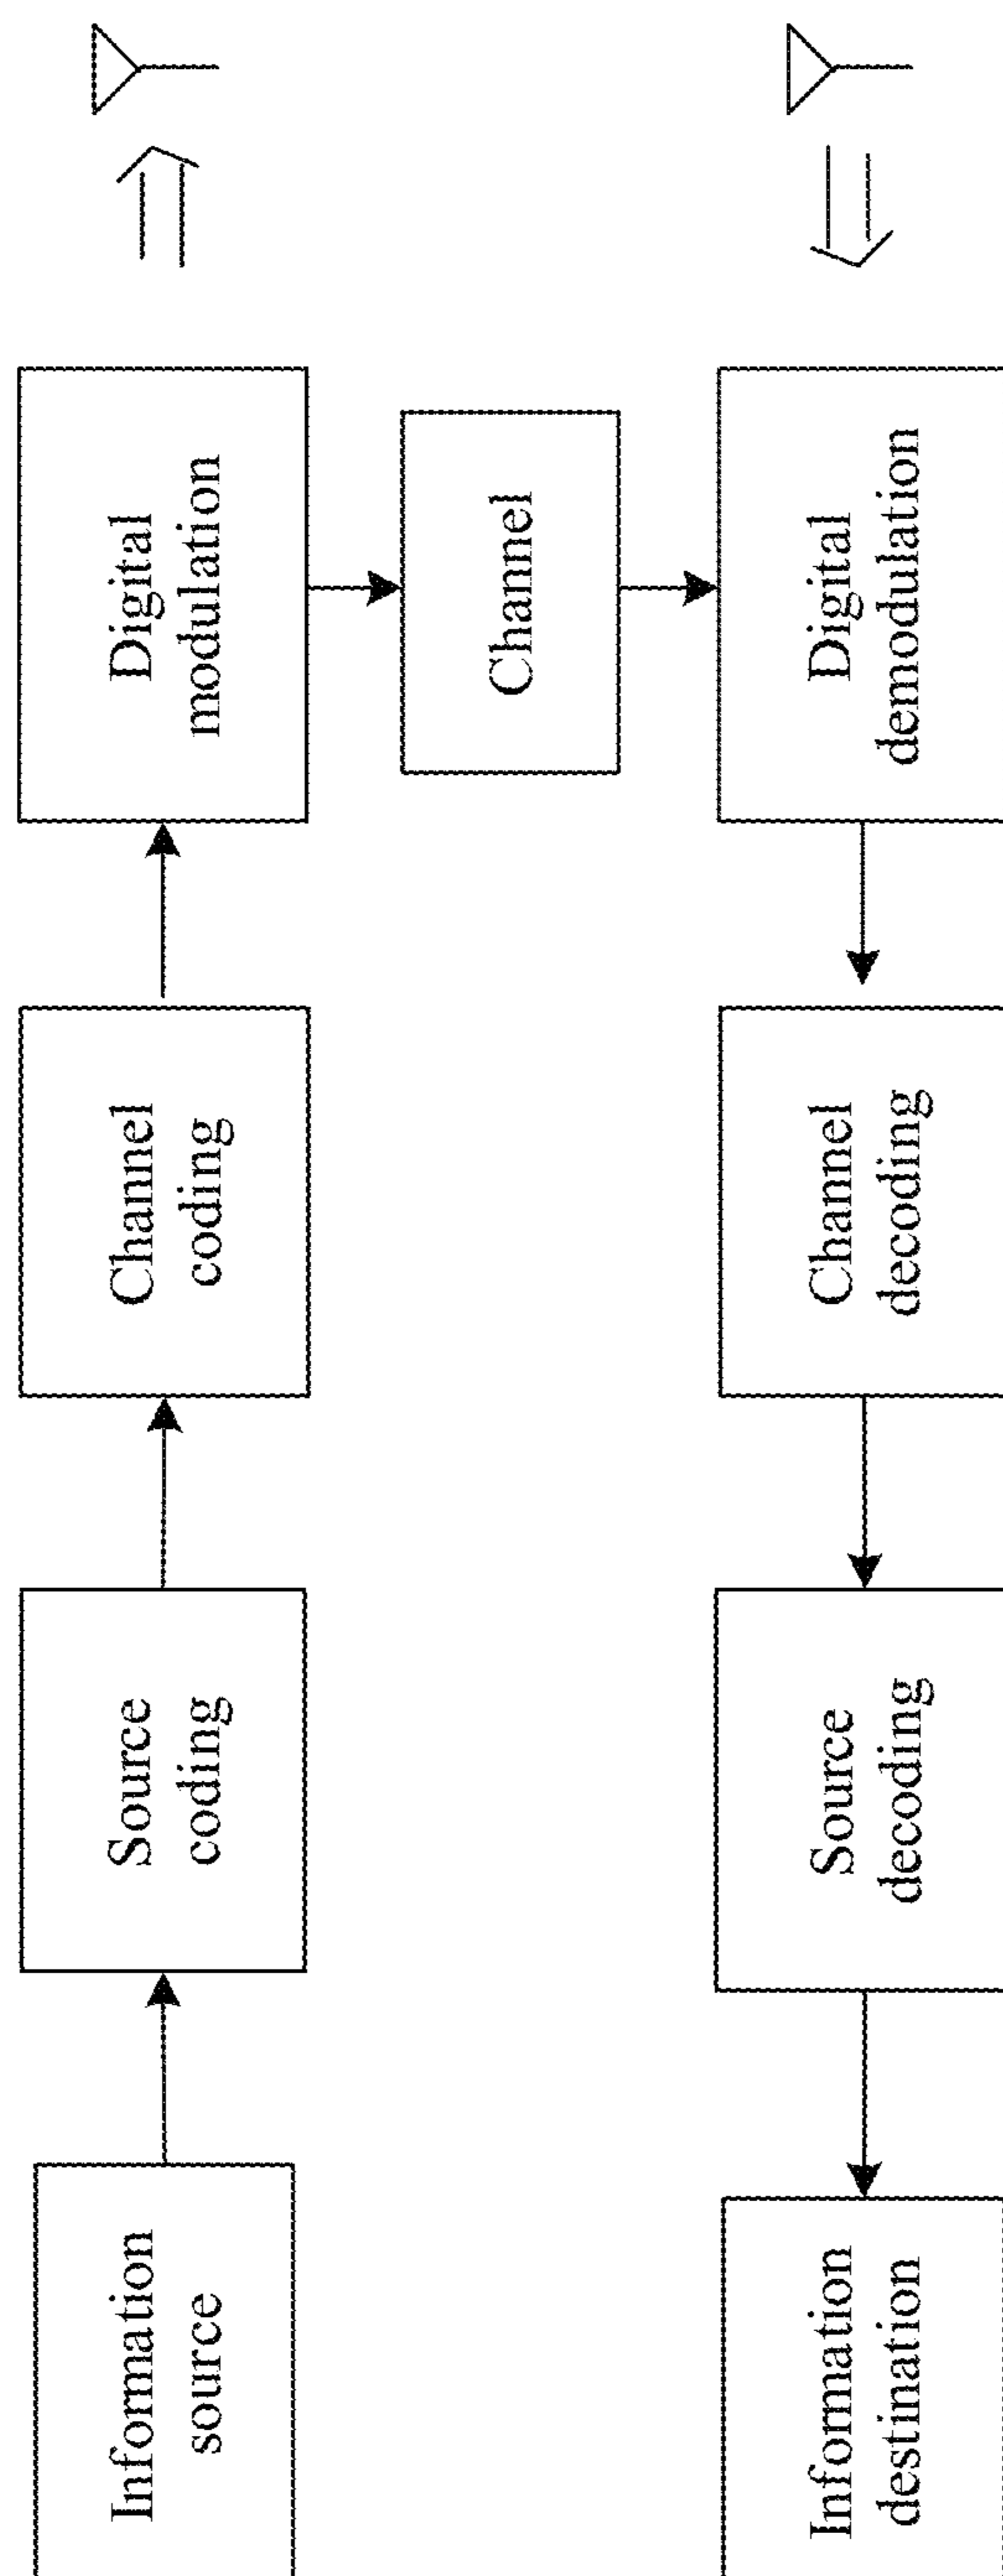 Information
source
Source
coding
Channel
coding
Digital
modulation
Channel
Information
destination
Source
decoding
Channel
decoding
Digital
demodulation